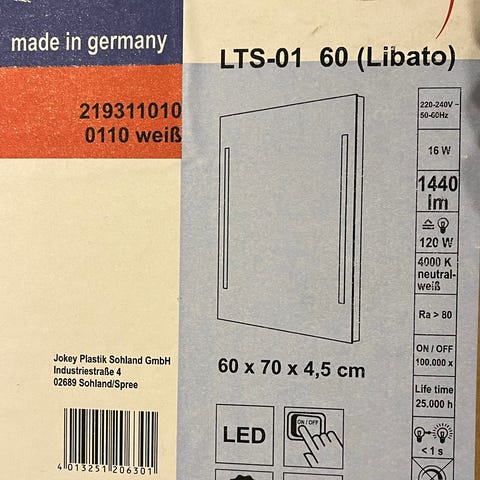 made in germany
LTS-01 60 (Libato)
219311010
0110 weiß
220-240V ~
50-60Hz
16 W
1440
lm
120 W
4000 K
neutral-
weiß
Ra > 80
ON / OFF
100.000 x
Life time
25.000 h
< 1 s
60 x 70 x 4,5 cm
Jokey Plastik Sohland GmbH
Industriestraße 4
02689 Sohland/Spree
LED
ON / OFF
4 013251 206301